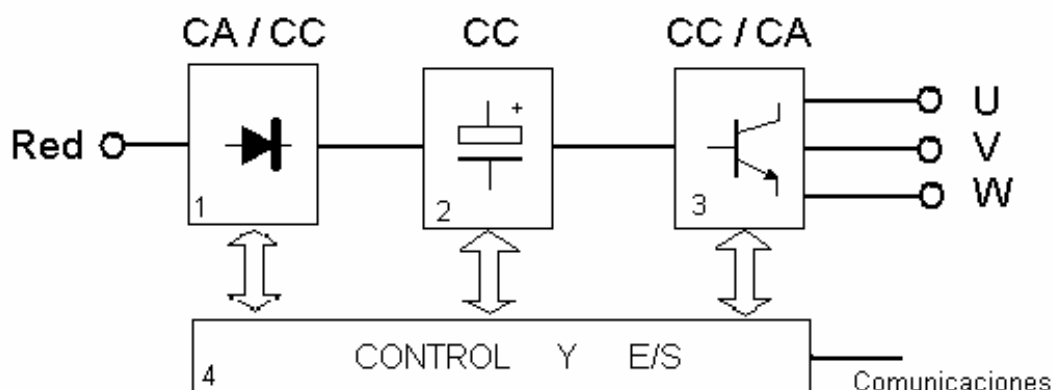 CA / CC
CC
CC / CA
Red
U
V
W
1
2
+
3
4
CONTROL Y E/S
Comunicaciones